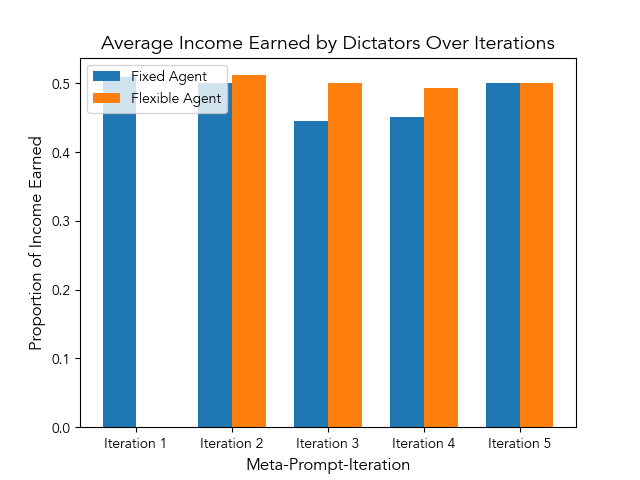 Average Income Earned by Dictators Over Iterations
Fixed Agent
Flexible Agent
Proportion of Income Earned
0.5
0.4
0.3
0.2
0.1
0.0
Iteration 1
Iteration 2
Iteration 3
Iteration 4
Iteration 5
Meta-Prompt-Iteration